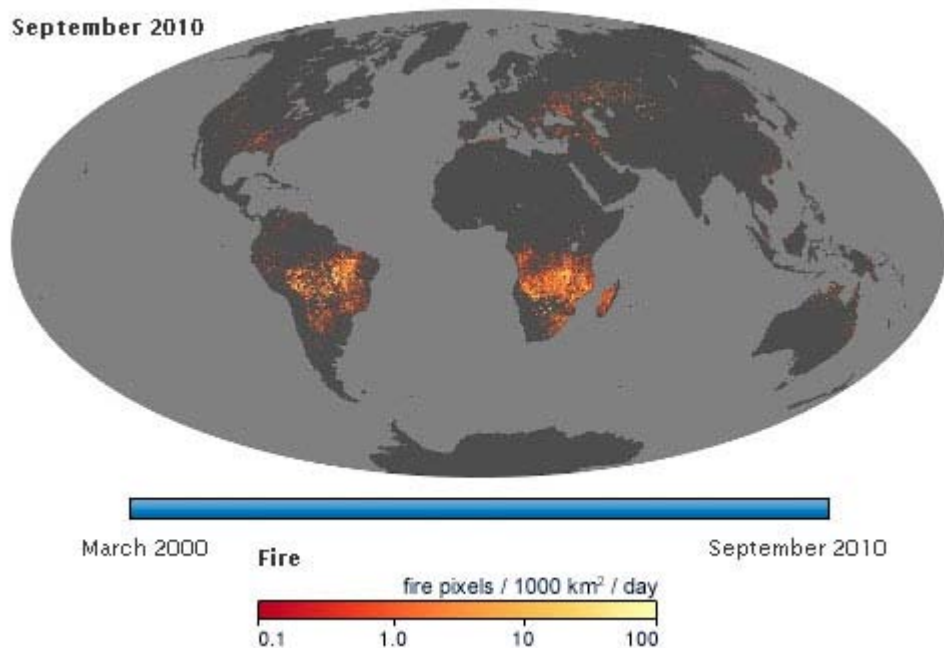 September 2010
March 2000
September 2010
Fire
fire pixels / 1000 km² / day
0.1 1.0 10 100